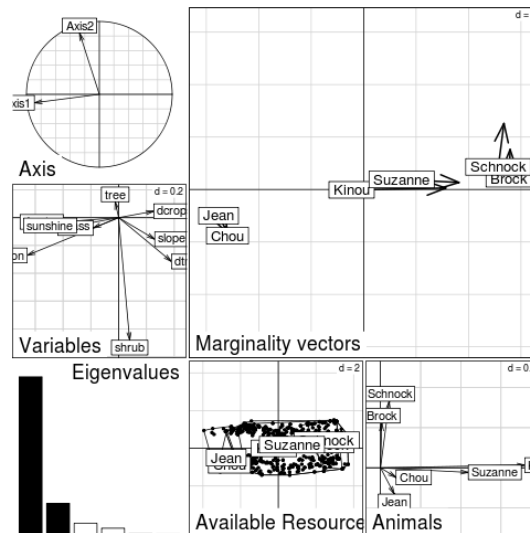 Axis2
xis1
Axis
d =
Schnock
Brock
Suzanne
Kinou
Jean
Chou
Marginality vectors
d = 0.2
tree
dcrop
sunshine
ss
slope
on
dt
shrub
Variables
Eigenvalues
d = 2
nock
Suzanne
Jean
Chou
Available Resource
d = 0.
Schnock
Brock
Suzanne
Chou
Jean
Animals